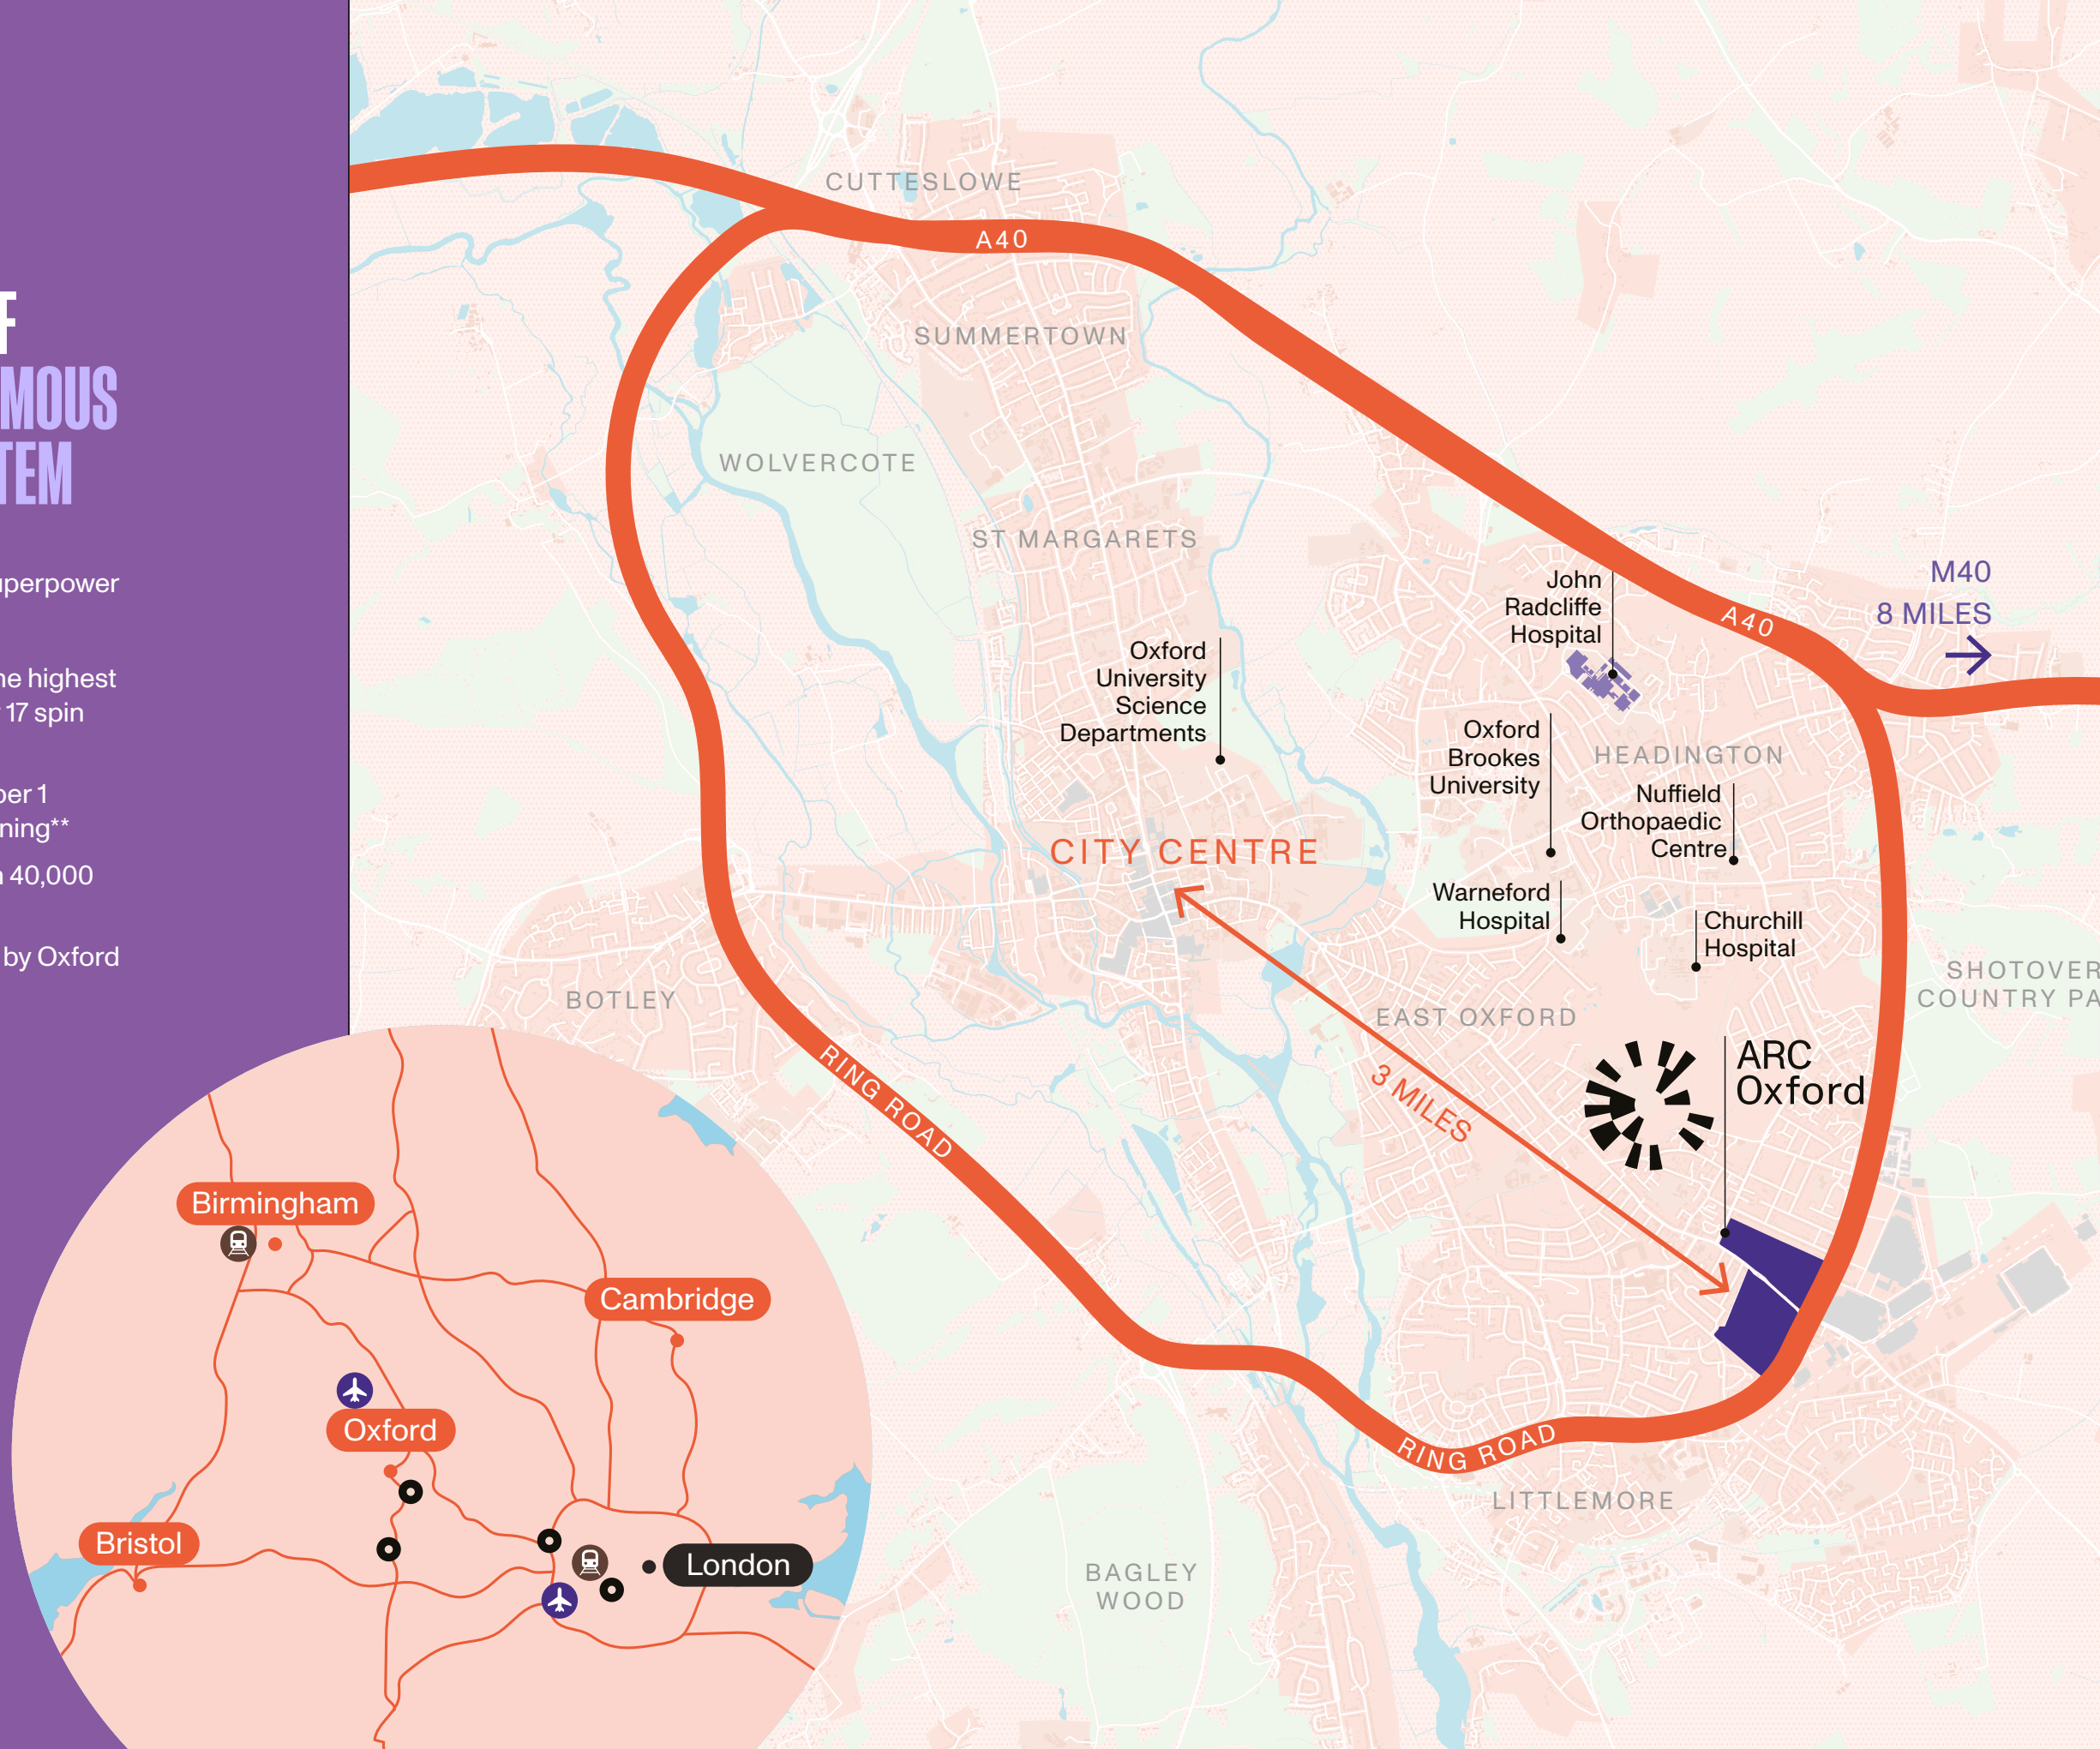 F
MOUS
TEM
uperpower
ne highest
17 spin
per 1
ning**
40,000
by Oxford
CUTTESLOWE
A40
SUMMERTOWN
WOLVERCOTE
ST MARGARETS
M40
8 MILES
A40
John
Radcliffe
Hospital
Oxford
University
Science
Departments
Oxford
Brookes
University
HEADINGTON
Nuffield
Orthopaedic
Centre
CITY CENTRE
Warneford
Hospital
Churchill
Hospital
SHOTOVER
COUNTRY PA
BOTLEY
EAST OXFORD
3 MILES
ARC
Oxford
RING ROAD
RING ROAD
LITTLEMORE
BAGLEY
WOOD
Birmingham
Cambridge
Oxford
Bristol
London